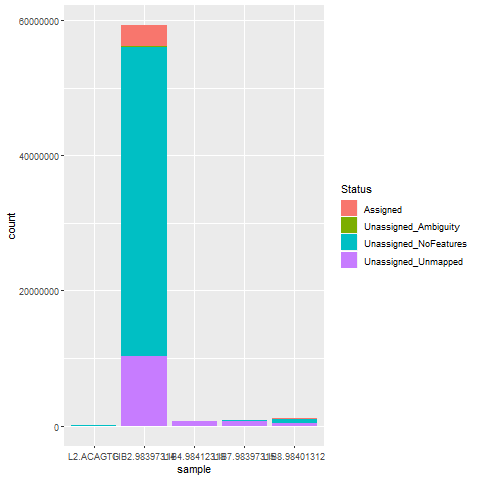 60000000
40000000
20000000
0
count
sample
Status
Assigned
Unassigned_Ambiguity
Unassigned_NoFeatures
Unassigned_Unmapped